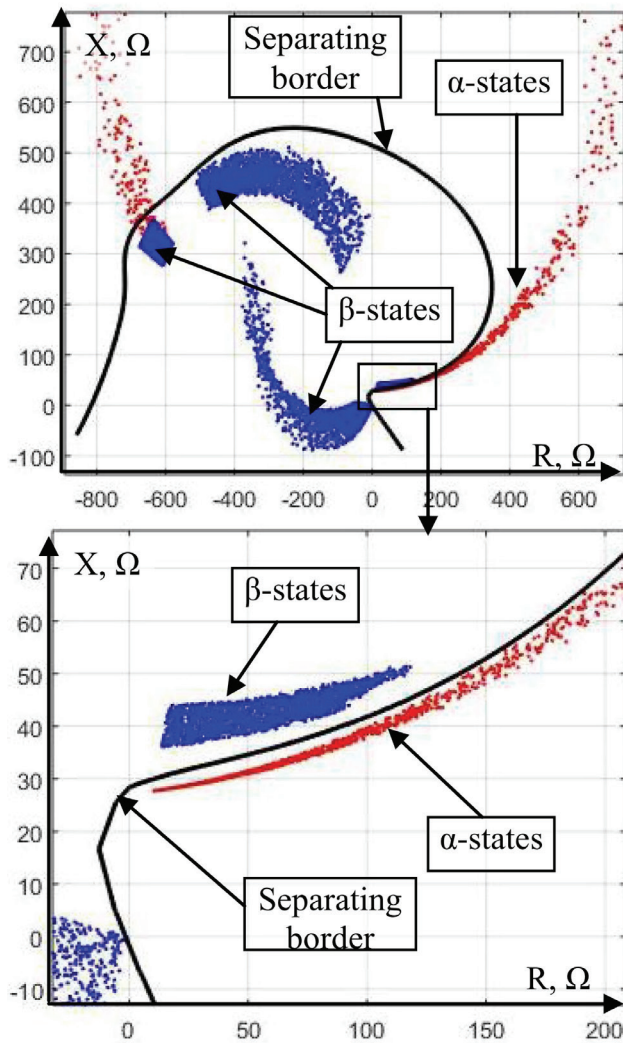 X, Ω
Separating
border
α-states
700
600
500
400
300
200
100
0
-100
β-states
R, Ω
-800 -600 -400 -200 0 200 400 600
X, Ω
β-states
70
60
50
40
30
20
10
0
-10
α-states
Separating
border
R, Ω
0 50 100 150 200